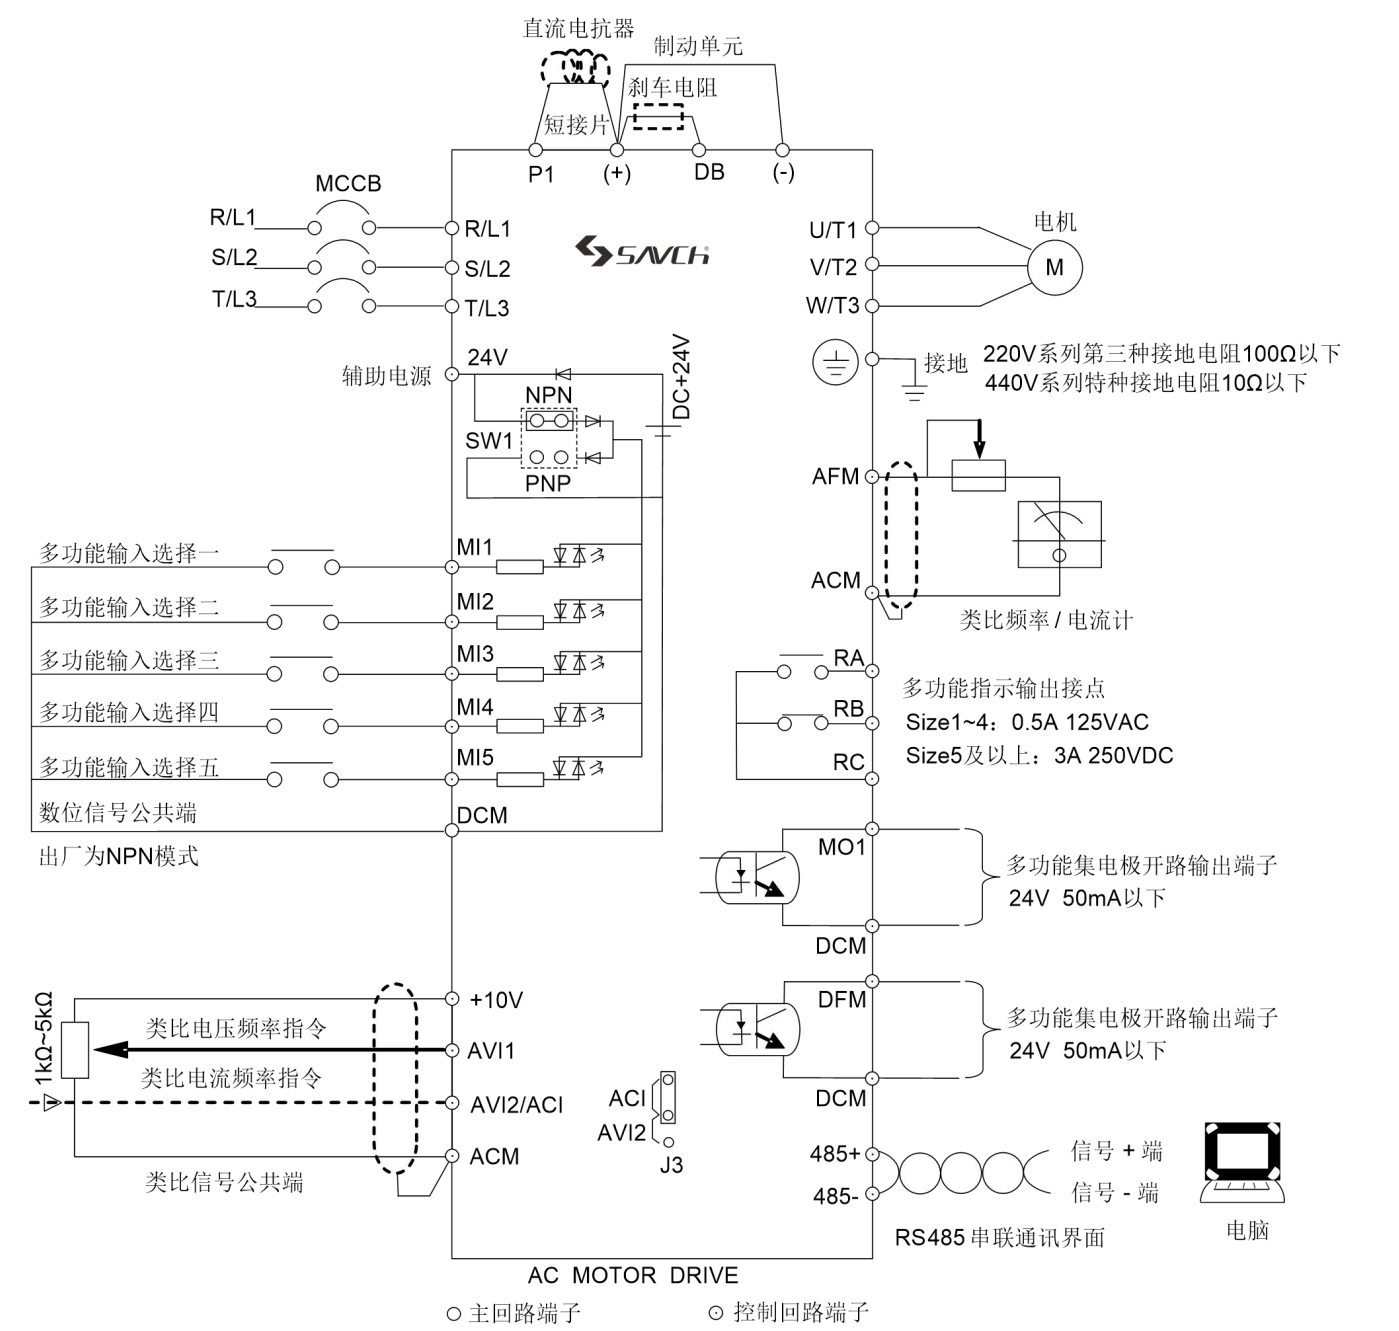 直流电抗器
制动单元
刹车电阻
短接片
P1
(+)
DB
(-)
MCCB
R/L1
S/L2
T/L3
R/L1
S/L2
T/L3
SAVCH®
U/T1
V/T2
W/T3
电机
M
接地
220V系列第三种接地电阻100Ω以下
440V系列特种接地电阻10Ω以下
辅助电源
24V
DC+24V
NPN
SW1
PNP
AFM
ACM
类比频率 / 电流计
多功能输入选择一
MI1
多功能输入选择二
MI2
多功能输入选择三
MI3
多功能输入选择四
MI4
多功能输入选择五
MI5
数位信号公共端
DCM
出厂为NPN模式
RA
RB
RC
多功能指示输出接点
Size1~4：0.5A 125VAC
Size5及以上：3A 250VDC
MO1
DCM
多功能集电极开路输出端子
24V 50mA以下
DFM
DCM
多功能集电极开路输出端子
24V 50mA以下
1kΩ~5kΩ
+10V
类比电压频率指令
AVI1
类比电流频率指令
AVI2/ACI
ACM
类比信号公共端
ACI
AVI2
J3
485+
485-
信号 + 端
信号 - 端
RS485 串联通讯界面
电脑
AC MOTOR DRIVE
主回路端子
控制回路端子